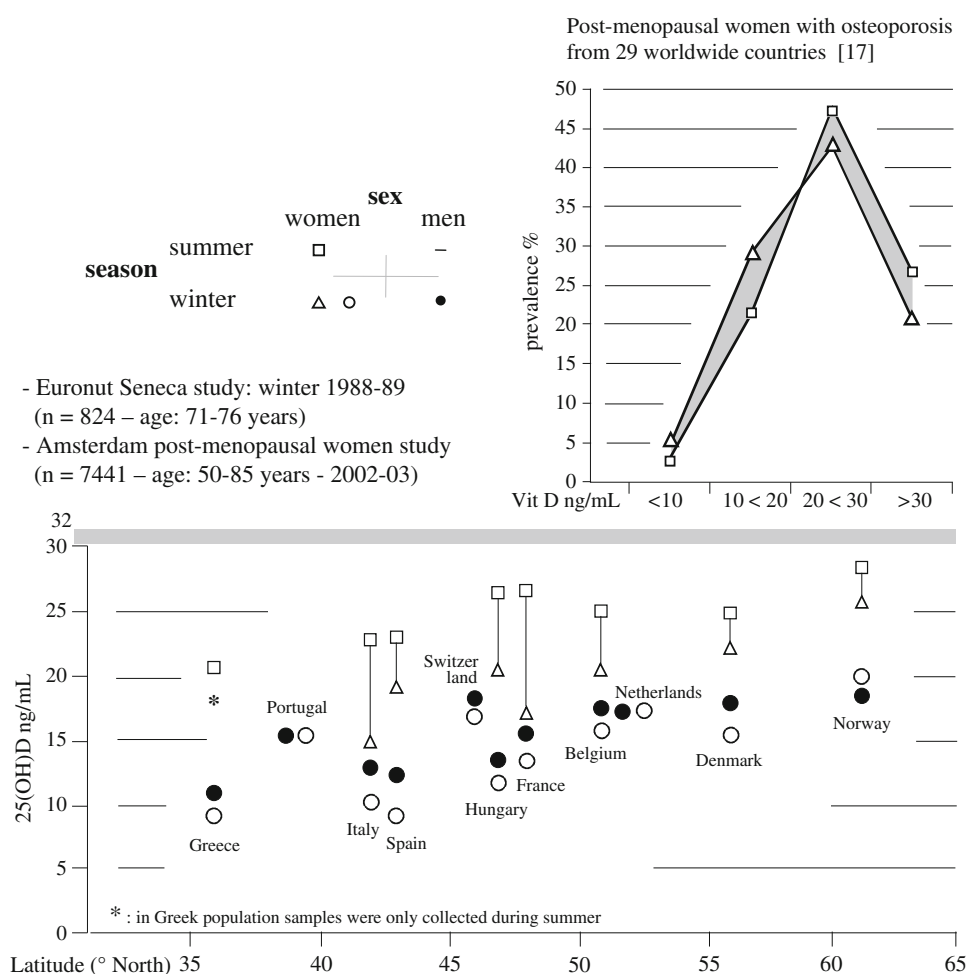 Post-menopausal women with osteoporosis
from 29 worldwide countries [17]
50
45
40
35
30
25
20
15
10
5
0
prevalence %
Vit D ng/mL <10 10 < 20 20 < 30 >30
sex
women men
summer
season
winter
- Euronut Seneca study: winter 1988-89
(n = 824 – age: 71-76 years)
- Amsterdam post-menopausal women study
(n = 7441 – age: 50-85 years - 2002-03)
32
30
25
20
15
10
5
0
25(OH)D ng/mL
Greece
*
Portugal
Italy
Spain
Switzer
land
Hungary
France
Belgium
Netherlands
Denmark
Norway
* : in Greek population samples were only collected during summer
Latitude (° North) 35 40 45 50 55 60 65